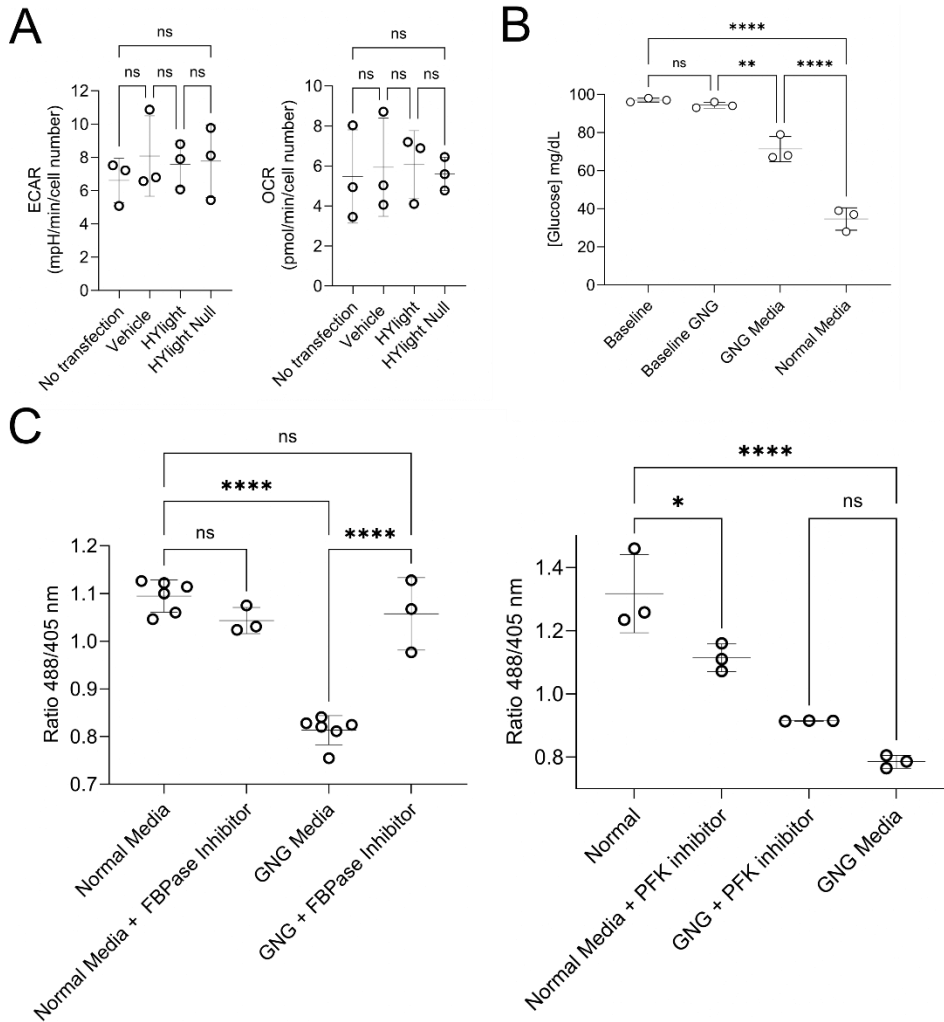 A
ns
ns ns ns
ECAR
(mpH/min/cell number)
12
10
8
6
4
2
0
No transfection
Vehicle
HYlight
HYlight Null
ns
ns ns ns
OCR
(pmol/min/cell number)
10
8
6
4
2
0
No transfection
Vehicle
HYlight
HYlight Null
B
****
ns ** ****
[Glucose] mg/dL
100
80
60
40
20
0
Baseline
Baseline GNG
GNG Media
Normal Media
C
ns
****
ns ****
Ratio 488/405 nm
1.2
1.1
1.0
0.9
0.8
0.7
Normal Media
Normal Media + FBPase Inhibitor
GNG Media
GNG + FBPase Inhibitor
****
* ns
Ratio 488/405 nm
1.4
1.2
1.0
0.8
Normal
Normal Media + PFK inhibitor
GNG + PFK inhibitor
GNG Media